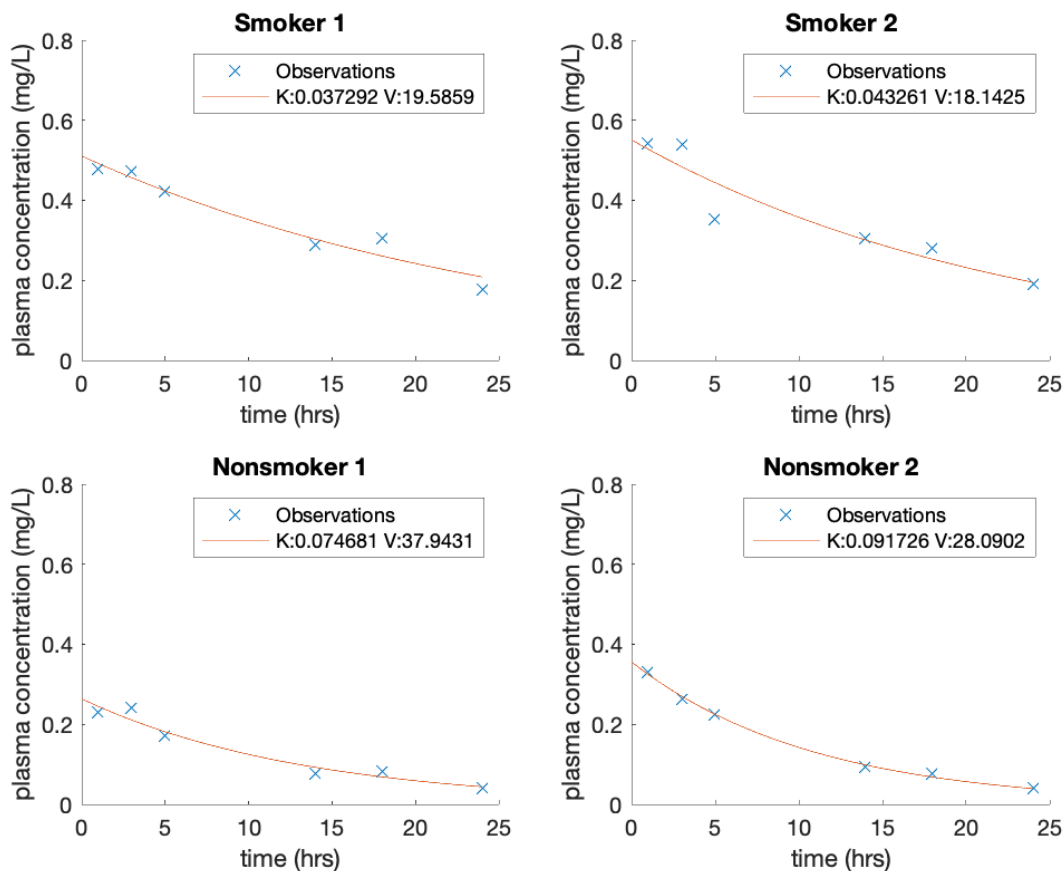 Smoker 1
0.8
0.6
0.4
0.2
0
plasma concentration (mg/L)
Observations
K:0.037292 V:19.5859
0 5 10 15 20 25
time (hrs)
Smoker 2
0.8
0.6
0.4
0.2
0
plasma concentration (mg/L)
Observations
K:0.043261 V:18.1425
0 5 10 15 20 25
time (hrs)
Nonsmoker 1
0.8
0.6
0.4
0.2
0
plasma concentration (mg/L)
Observations
K:0.074681 V:37.9431
0 5 10 15 20 25
time (hrs)
Nonsmoker 2
0.8
0.6
0.4
0.2
0
plasma concentration (mg/L)
Observations
K:0.091726 V:28.0902
0 5 10 15 20 25
time (hrs)